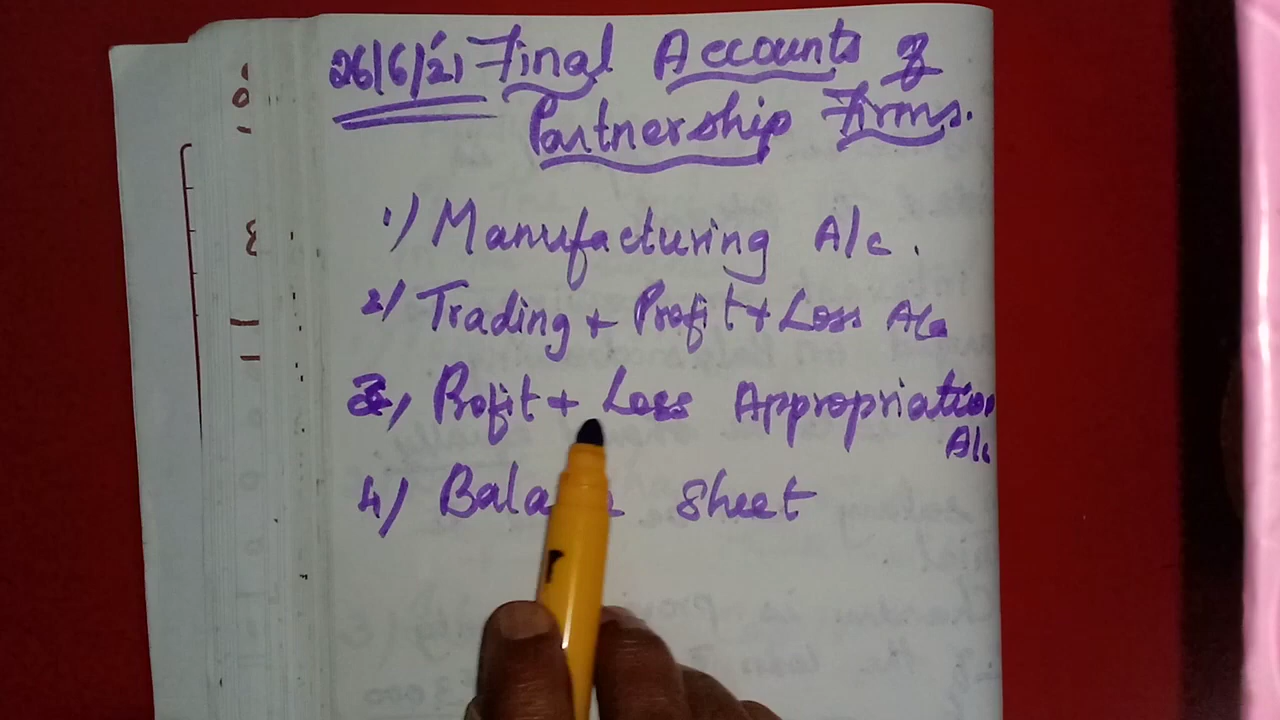 26/6/21 Final Accounts of
Partnership Firms.
1) Manufacturing A/c.
2) Trading + Profit + Loss A/c
3) Profit + Loss Appropriation
A/c
4) Balance Sheet